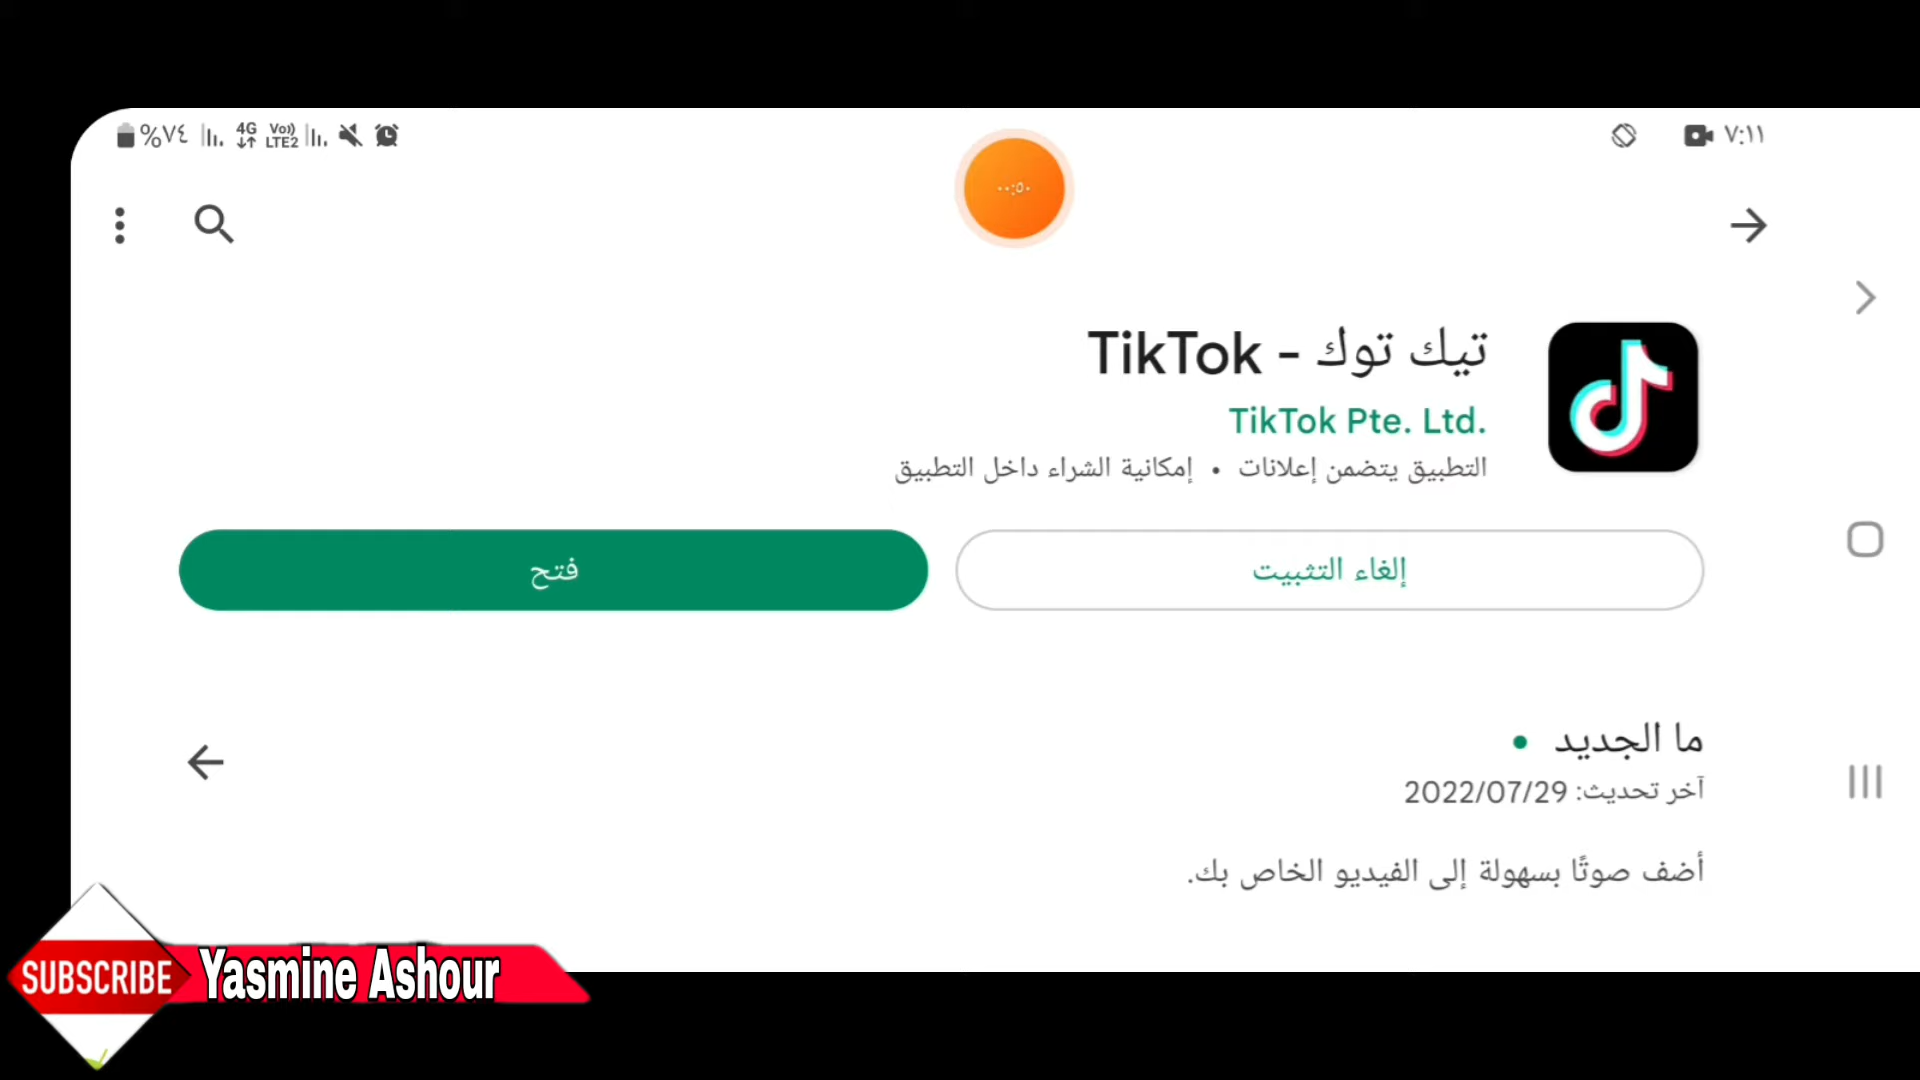 %٧٤ 4G Vo)) LTE2
٧:١١
٠٠:٥٠
تيك توك - TikTok
TikTok Pte. Ltd.
التطبيق يتضمن إعلانات • إمكانية الشراء داخل التطبيق
إلغاء التثبيت
فتح
ما الجديد •
آخر تحديث: 2022/07/29
أضف صوتًا بسهولة إلى الفيديو الخاص بك.
SUBSCRIBE
Yasmine Ashour